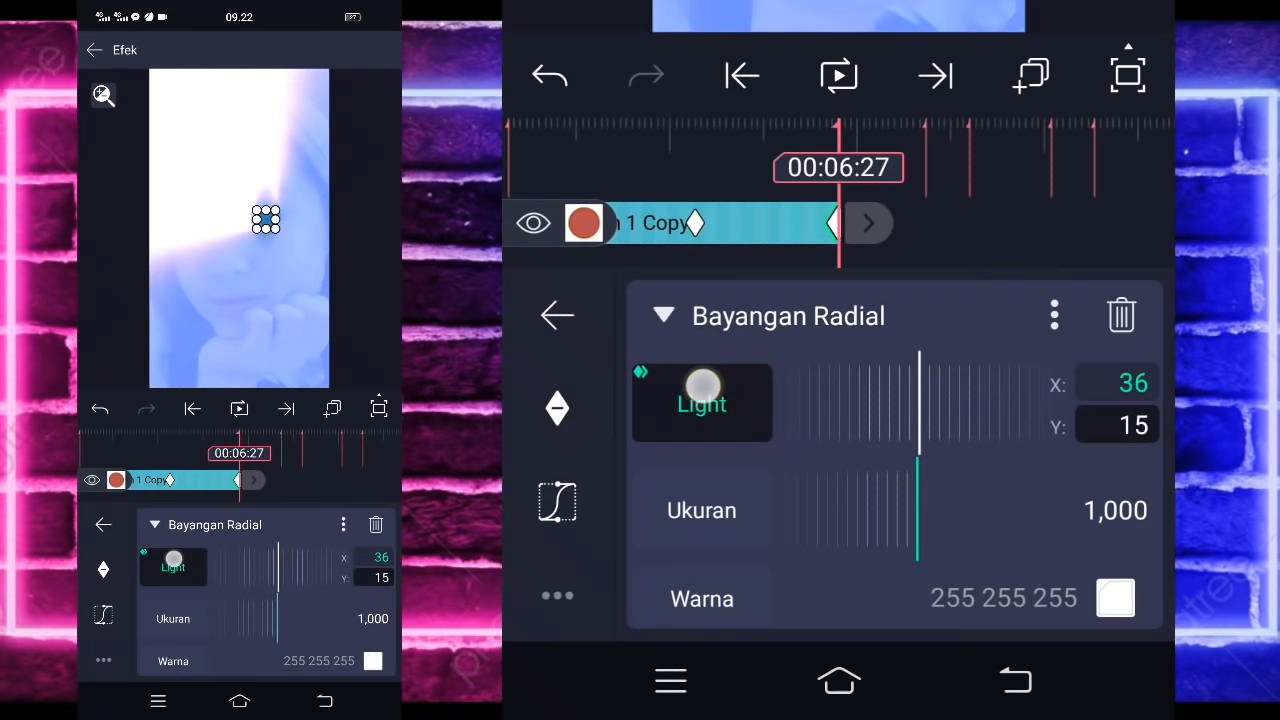 09.22
Efek
00:06:27
1 Copy
Bayangan Radial
Light
X: 36
Y: 15
Ukuran
1,000
Warna
255 255 255
00:06:27
1 Copy
Bayangan Radial
Light
X: 36
Y: 15
Ukuran
1,000
Warna
255 255 255